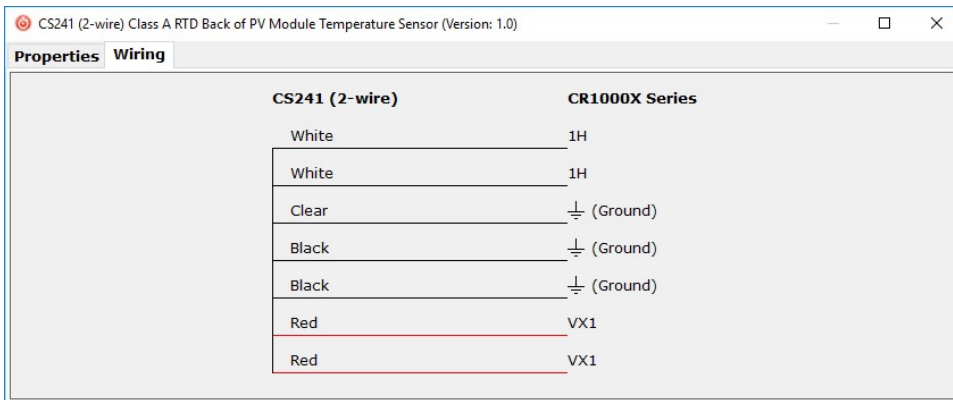 CS241 (2-wire) Class A RTD Back of PV Module Temperature Sensor (Version: 1.0)
Properties Wiring
CS241 (2-wire) CR1000X Series
White 1H
White 1H
Clear ⏚ (Ground)
Black ⏚ (Ground)
Black ⏚ (Ground)
Red VX1
Red VX1